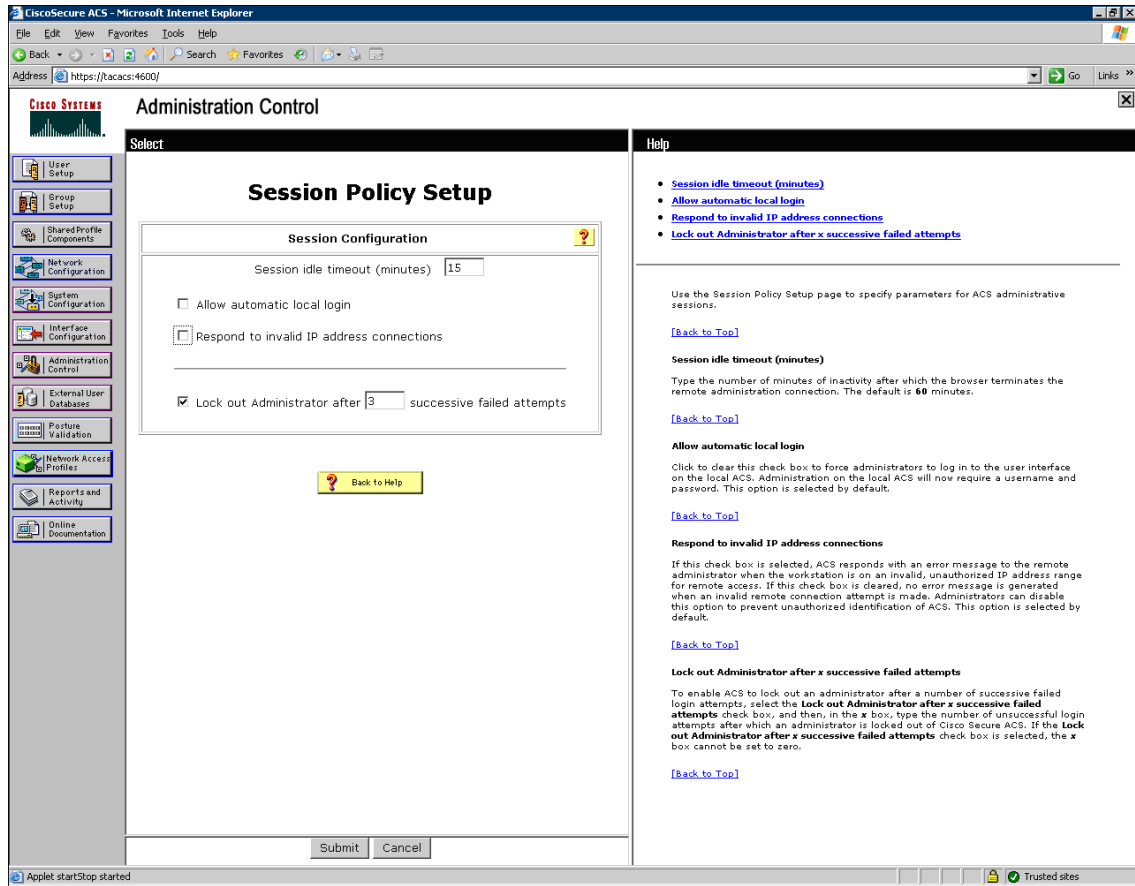 CiscoSecure ACS - Microsoft Internet Explorer
File Edit View Favorites Tools Help
Back Search Favorites
Address https://tacacs:4600/ Go Links »
CISCO SYSTEMS
Administration Control
User
Setup
Group
Setup
Shared Profile
Components
Network
Configuration
System
Configuration
Interface
Configuration
Administration
Control
External User
Databases
Posture
Validation
Network Access
Profiles
Reports and
Activity
Online
Documentation
Select
Session Policy Setup
Session Configuration ?
Session idle timeout (minutes) 15
Allow automatic local login
Respond to invalid IP address connections
Lock out Administrator after 3 successive failed attempts
? Back to Help
Submit Cancel
Help
Session idle timeout (minutes)
Allow automatic local login
Respond to invalid IP address connections
Lock out Administrator after x successive failed attempts
Use the Session Policy Setup page to specify parameters for ACS administrative
sessions.
[Back to Top]
Session idle timeout (minutes)
Type the number of minutes of inactivity after which the browser terminates the
remote administration connection. The default is 60 minutes.
[Back to Top]
Allow automatic local login
Click to clear this check box to force administrators to log in to the user interface
on the local ACS. Administration on the local ACS will now require a username and
password. This option is selected by default.
[Back to Top]
Respond to invalid IP address connections
If this check box is selected, ACS responds with an error message to the remote
administrator when the workstation is on an invalid, unauthorized IP address range
for remote access. If this check box is cleared, no error message is generated
when an invalid remote connection attempt is made. Administrators can disable
this option to prevent unauthorized identification of ACS. This option is selected by
default.
[Back to Top]
Lock out Administrator after x successive failed attempts
To enable ACS to lock out an administrator after a number of successive failed
login attempts, select the Lock out Administrator after x successive failed
attempts check box, and then, in the x box, type the number of unsuccessful login
attempts after which an administrator is locked out of Cisco Secure ACS. If the Lock
out Administrator after x successive failed attempts check box is selected, the x
box cannot be set to zero.
[Back to Top]
Applet startStop started
Trusted sites